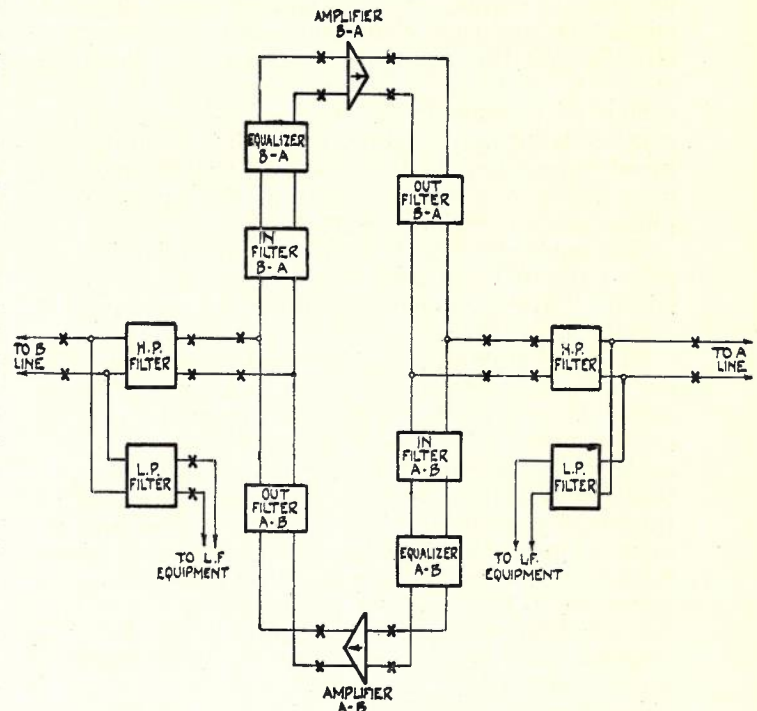 AMPLIFIER
B-A
EQUALIZER
B-A
OUT
FILTER
B-A
IN
FILTER
B-A
TO B
LINE
H.P.
FILTER
H.P.
FILTER
TO A
LINE
L.P.
FILTER
IN
FILTER
A-B
L.P.
FILTER
OUT
FILTER
A-B
TO L.F
EQUIPMENT
EQUALIZER
A-B
TO L.F.
EQUIPMENT
AMPLIFIER
A-B